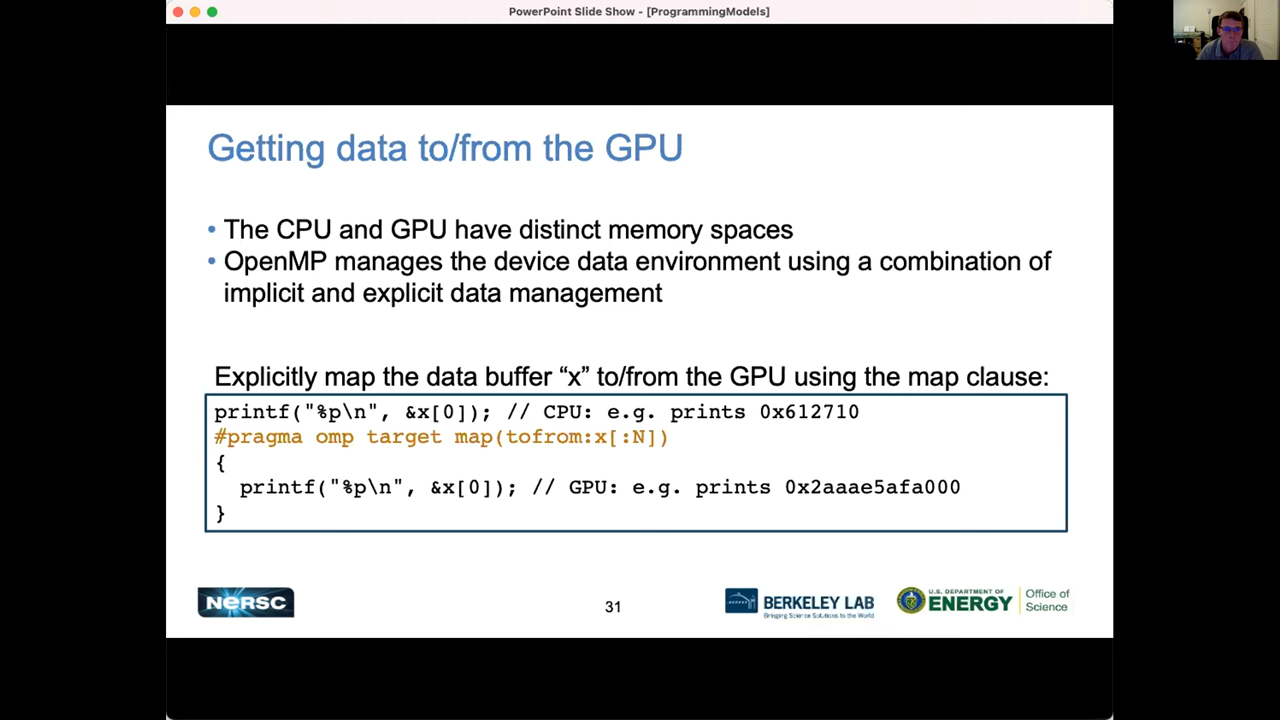 PowerPoint Slide Show - [ProgrammingModels]
Getting data to/from the GPU
• The CPU and GPU have distinct memory spaces
• OpenMP manages the device data environment using a combination of
implicit and explicit data management
Explicitly map the data buffer “x” to/from the GPU using the map clause:
printf("%p\n", &x[0]); // CPU: e.g. prints 0x612710
#pragma omp target map(tofrom:x[:N])
{
printf("%p\n", &x[0]); // GPU: e.g. prints 0x2aaae5afa000
}
NERSC
31
BERKELEY LAB
Bringing Science Solutions to the World
U.S. DEPARTMENT OF
ENERGY
Office of
Science